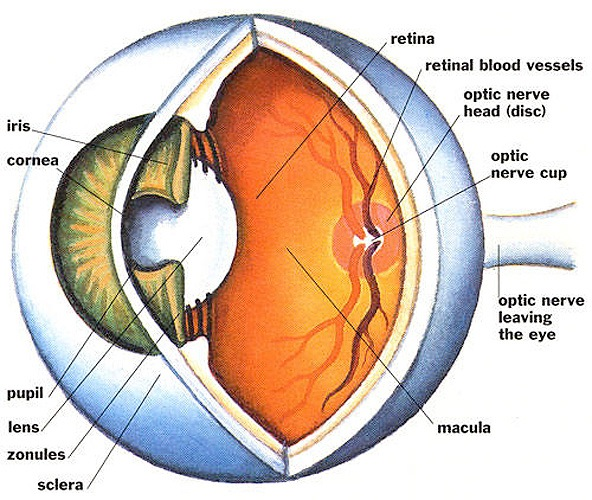 retina
retinal blood vessels
optic nerve
head (disc)
optic
nerve cup
optic nerve
leaving
the eye
macula
iris
cornea
pupil
lens
zonules
sclera